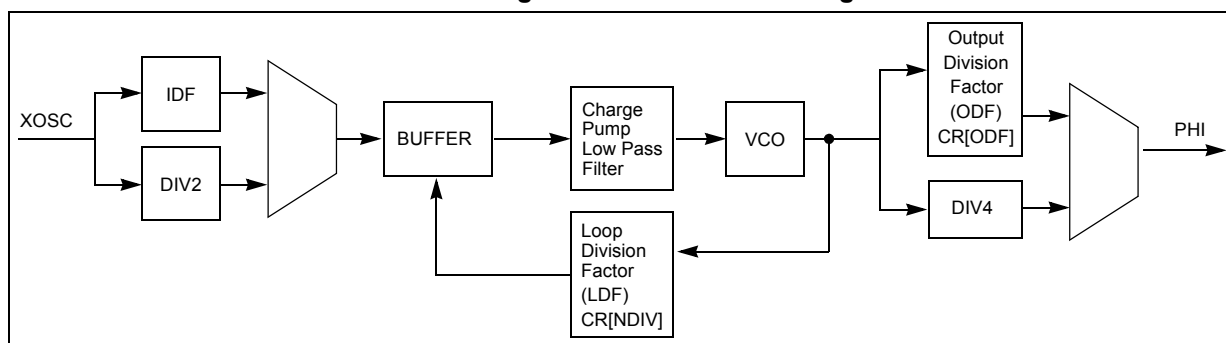 XOSC
IDF
DIV2
BUFFER
Charge
Pump
Low Pass
Filter
VCO
Loop
Division
Factor
(LDF)
CR[NDIV]
Output
Division
Factor
(ODF)
CR[ODF]
DIV4
PHI